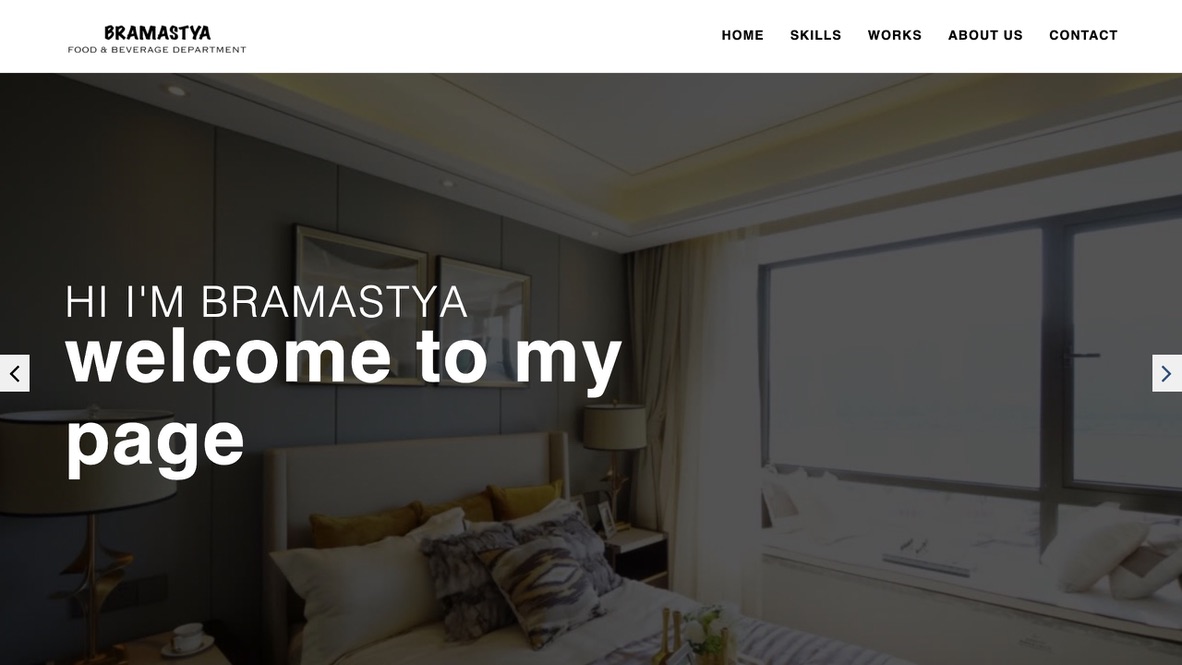 BRAMASTYA
FOOD & BEVERAGE DEPARTMENT
HOME SKILLS WORKS ABOUT US CONTACT
HI I'M BRAMASTYA
welcome to my
page